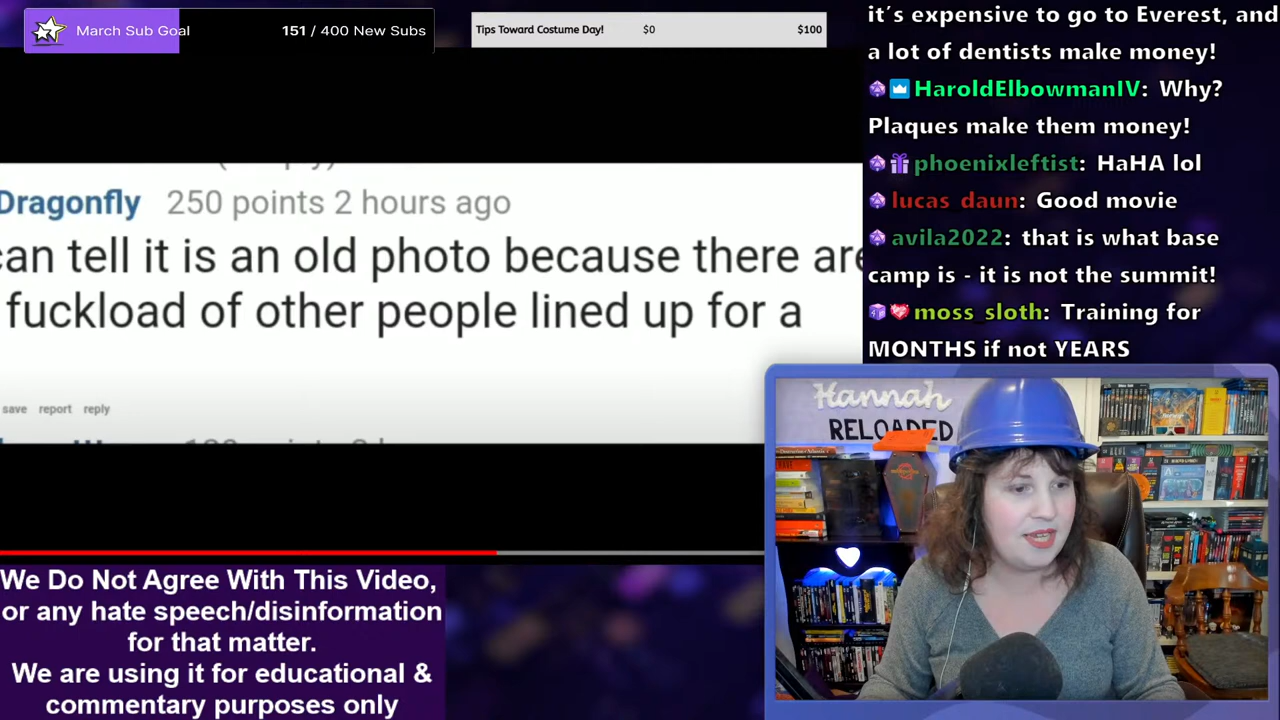 March Sub Goal 151 / 400 New Subs
Tips Toward Costume Day! $0 $100
Dragonfly 250 points 2 hours ago
can tell it is an old photo because there are
fuckload of other people lined up for a
save report reply
it's expensive to go to Everest, and
a lot of dentists make money!
HaroldElbowmanIV: Why?
Plaques make them money!
phoenixleftist: HaHA lol
lucas_daun: Good movie
avila2022: that is what base
camp is - it is not the summit!
moss_sloth: Training for
MONTHS if not YEARS
Hannah
RELOADED
We Do Not Agree With This Video,
or any hate speech/disinformation
for that matter.
We are using it for educational &
commentary purposes only